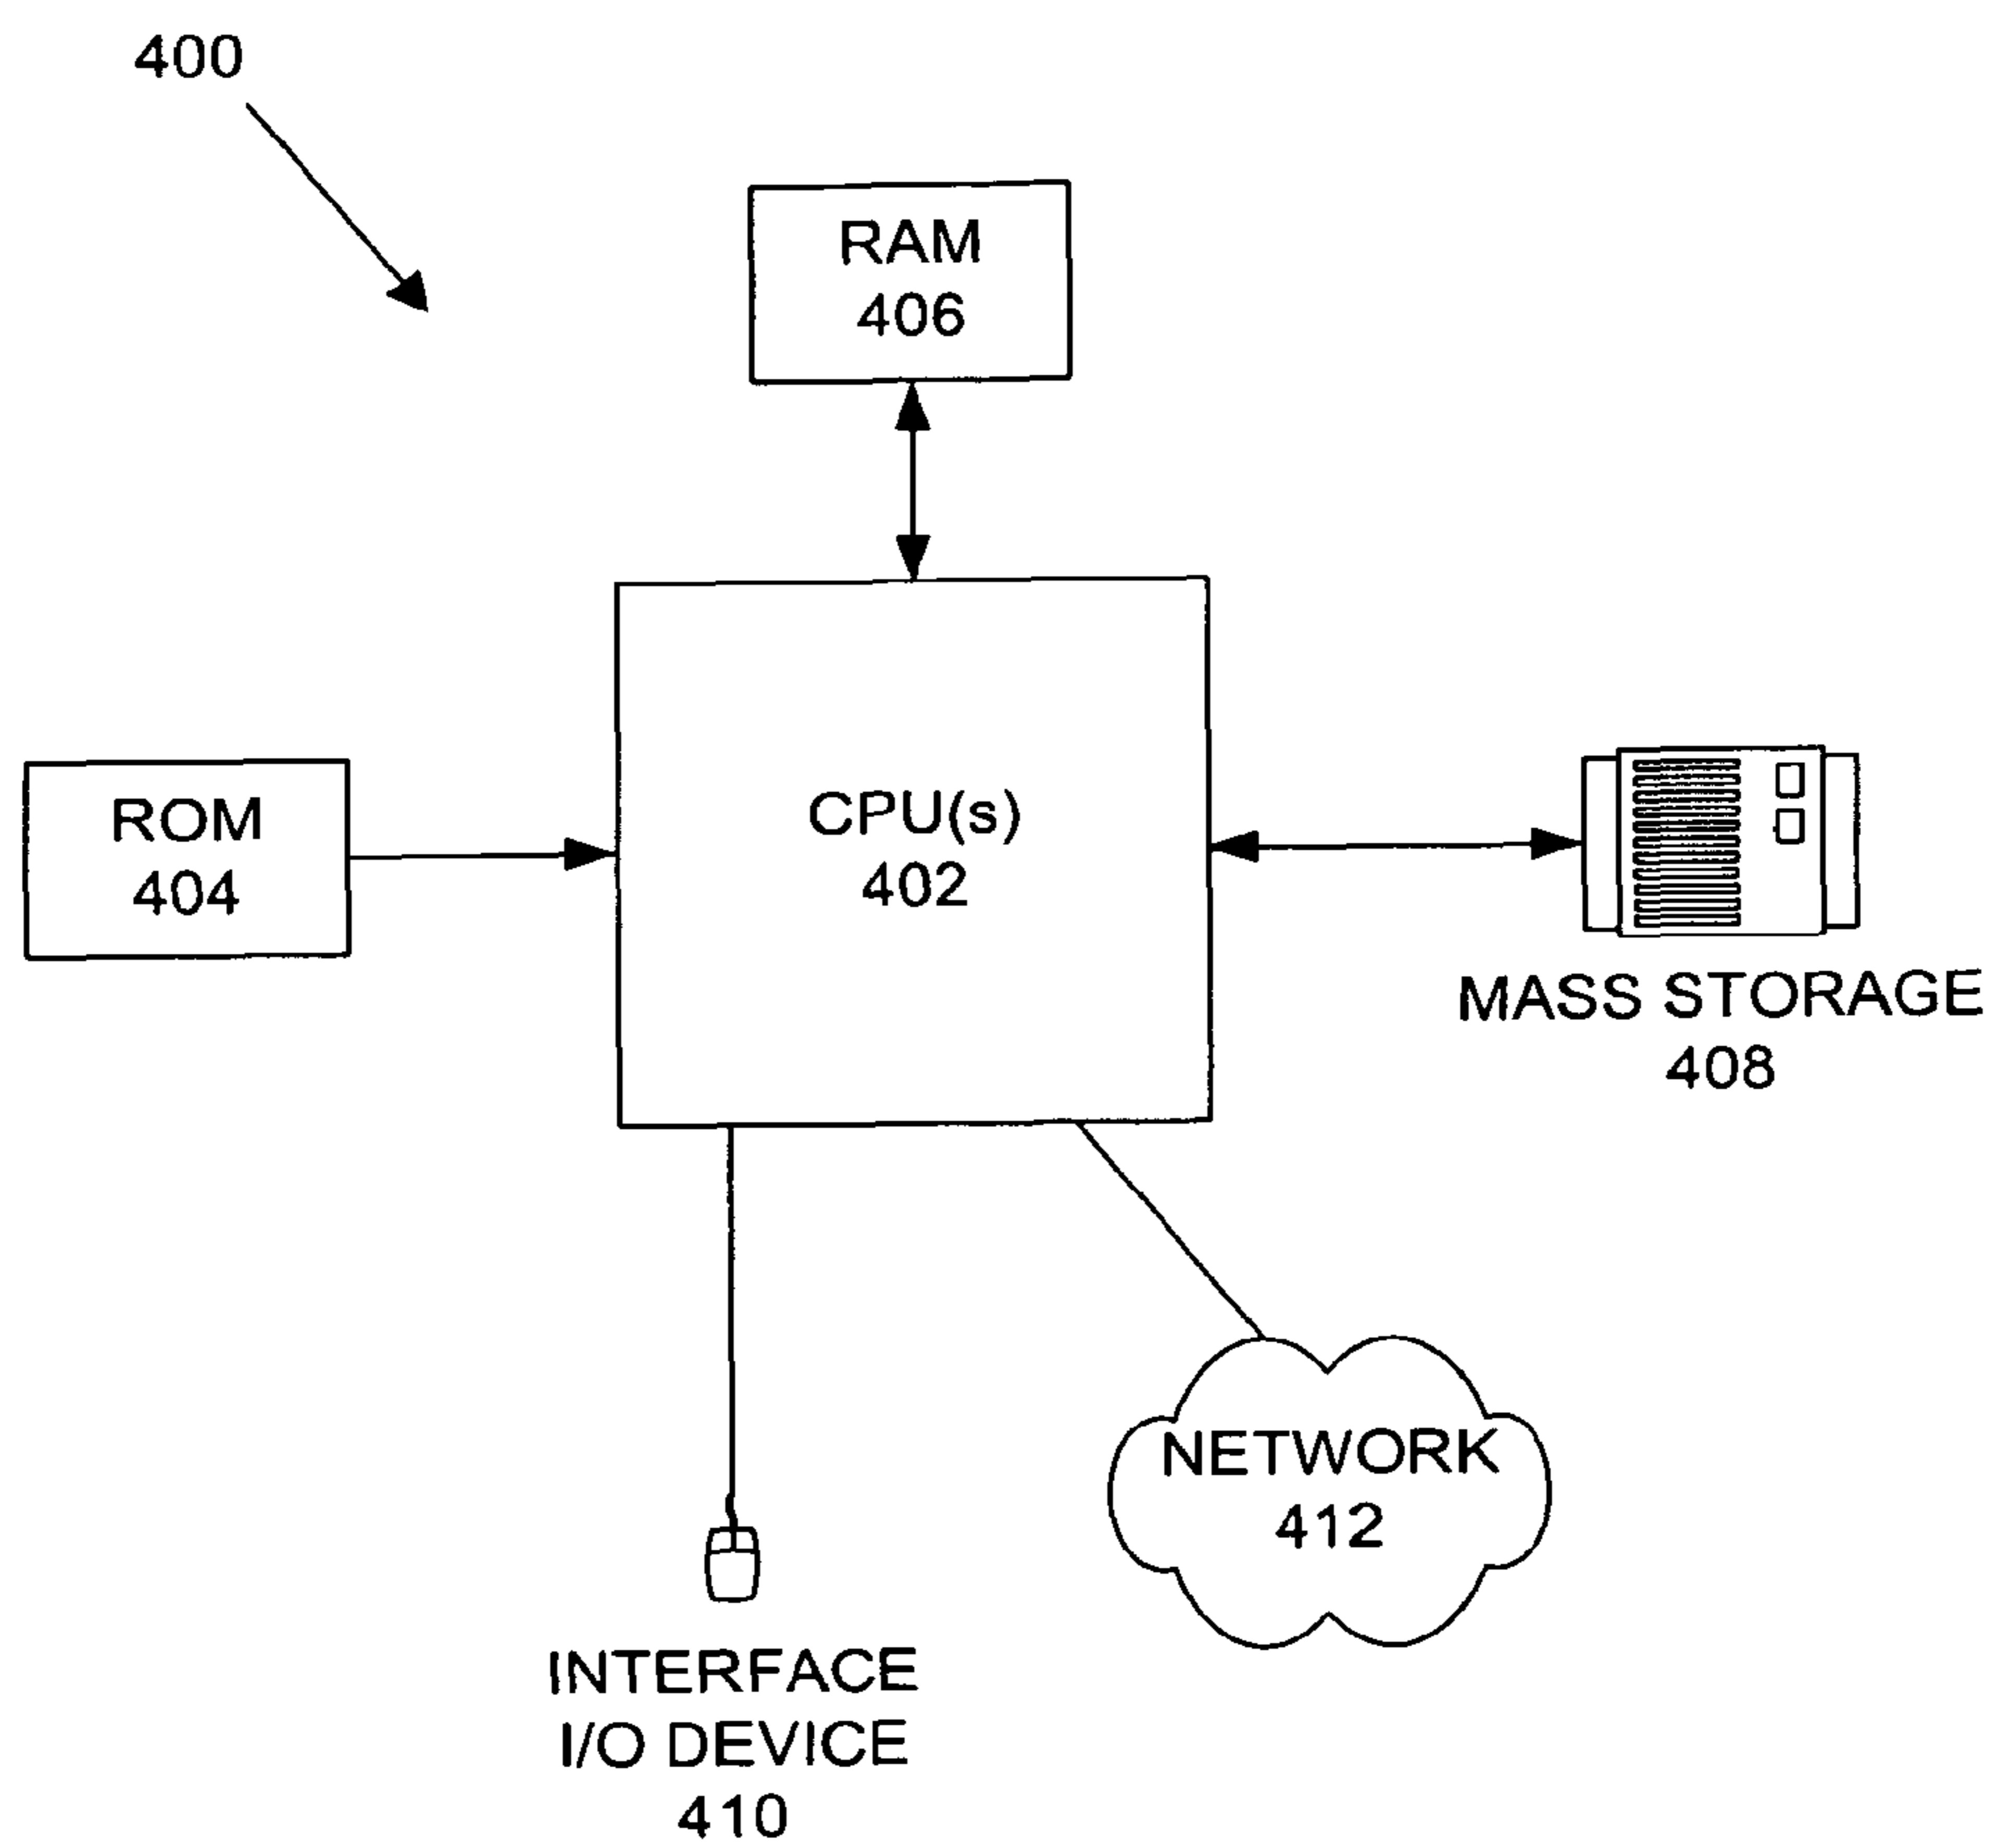 400
RAM
406
ROM
404
CPU(s)
402
MASS STORAGE
408
NETWORK
412
INTERFACE
I/O DEVICE
410